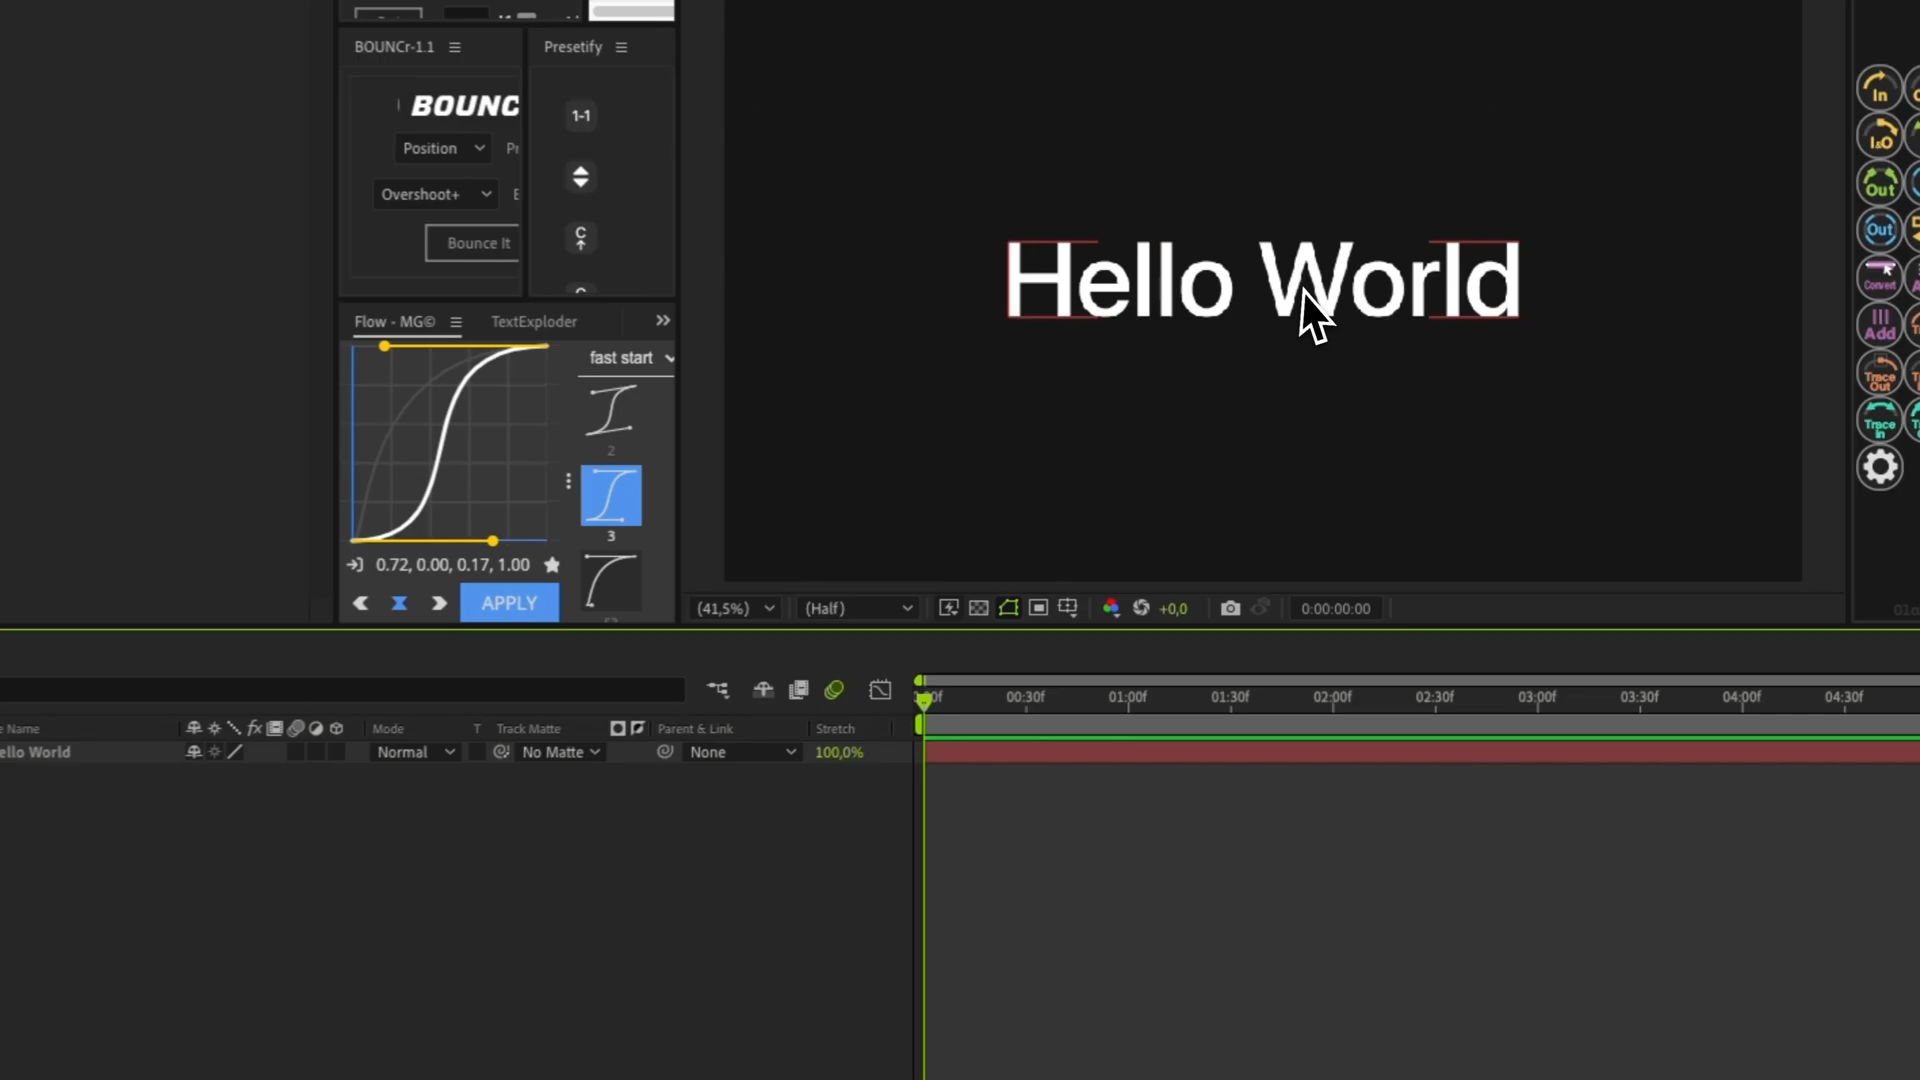 BOUNCr-1.1
Presetify
BOUNC
1-1
Position
Overshoot+
Bounce It
C
Flow - MG©
TextExploder
fast start
2
3
0.72, 0.00, 0.17, 1.00
APPLY
Hello World
In
I&O
Out
Out
Convert
Add
Trace Out
Trace In
(41,5%)
(Half)
+0,0
0:00:00:00
00:30f
01:00f
01:30f
02:00f
02:30f
03:00f
03:30f
04:00f
04:30f
Name
fx
Mode
T
Track Matte
Parent & Link
Stretch
ello World
Normal
No Matte
None
100,0%